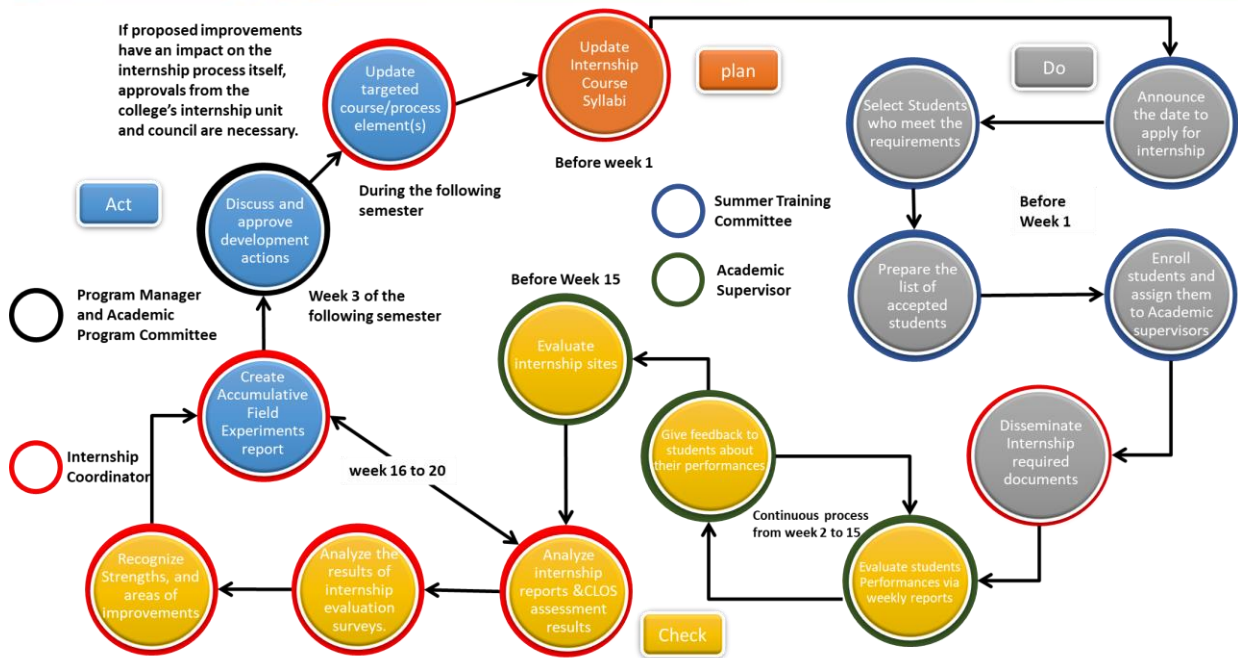 If proposed improvements
have an impact on the
internship process itself,
approvals from the
college's internship unit
and council are necessary.
Update
targeted
course/process
element(s)
Update
Internship
Course
Syllabi
plan
Do
Select Students
who meet the
requirements
Announce
the date to
apply for
internship
Before week 1
During the following
semester
Act
Discuss and
approve
development
actions
Summer Training
Committee
Before
Week 1
Academic
Supervisor
Prepare the
list of
accepted
students
Enroll
students and
assign them
to Academic
supervisors
Program Manager
and Academic
Program Committee
Week 3 of the
following semester
Before Week 15
Evaluate
internship sites
Create
Accumulative
Field
Experiments
report
Give feedback to
students about
their performances
Disseminate
Internship
required
documents
Internship
Coordinator
week 16 to 20
Continuous process
from week 2 to 15
Recognize
Strengths, and
areas of
improvements
Analyze the
results of
internship
evaluation
surveys.
Analyze
internship
reports &CLOS
assessment
results
Evaluate students
Performances via
weekly reports
Check